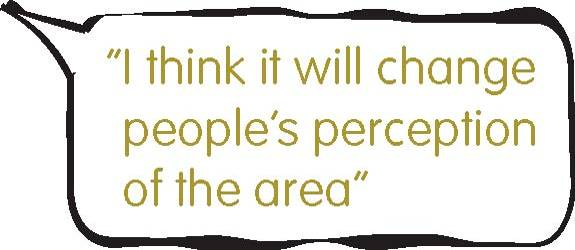 “I think it will change
people’s perception
of the area”